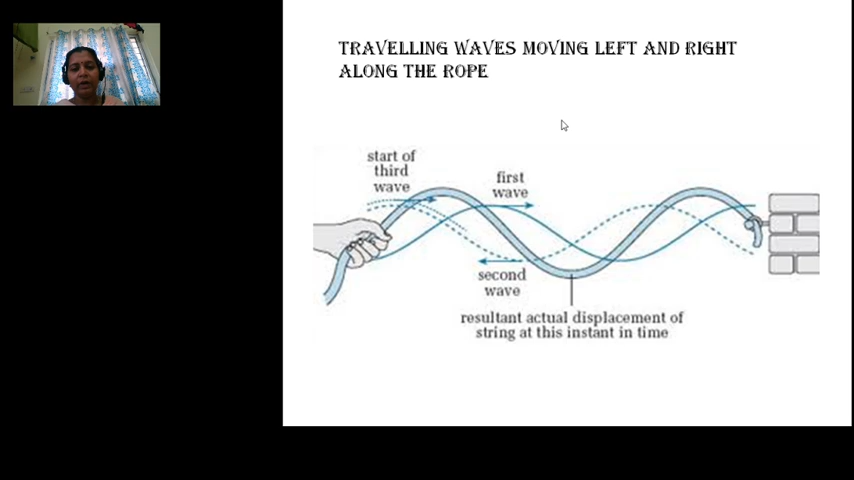 TRAVELLING WAVES MOVING LEFT AND RIGHT
ALONG THE ROPE
start of
third
wave
first
wave
second
wave
resultant actual displacement of
string at this instant in time